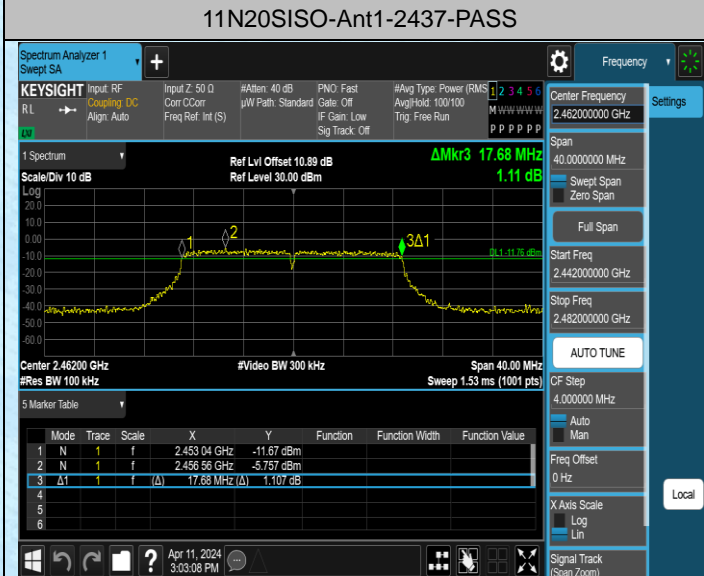 11N20SISO-Ant1-2437-PASS
Spectrum Analyzer 1
Swept SA
Frequency
KEYSIGHT
RL
LXI
Input: RF
Coupling: DC
Align: Auto
Input Z: 50 Ω
Corr CCorr
Freq Ref: Int (S)
#Atten: 40 dB
µW Path: Standard
PNO: Fast
Gate: Off
IF Gain: Low
Sig Track: Off
#Avg Type: Power (RMS
Avg|Hold: 100/100
Trig: Free Run
1 2 3 4 5 6
M W W W W W
P P P P P P
1 Spectrum
Scale/Div 10 dB
Ref Lvl Offset 10.89 dB
Ref Level 30.00 dBm
ΔMkr3 17.68 MHz
1.11 dB
Log
20.0
10.0
0.00
-10.0
-20.0
-30.0
-40.0
-50.0
-60.0
1
2
3Δ1
DL1 -11.76 dBm
Center 2.46200 GHz
#Res BW 100 kHz
#Video BW 300 kHz
Span 40.00 MHz
Sweep 1.53 ms (1001 pts)
5 Marker Table
Mode Trace Scale X Y Function Function Width Function Value
1 N 1 f 2.453 04 GHz -11.67 dBm
2 N 1 f 2.456 56 GHz -5.757 dBm
3 Δ1 1 f (Δ) 17.68 MHz (Δ) 1.107 dB
4
5
6
Apr 11, 2024
3:03:08 PM
Center Frequency
2.462000000 GHz
Settings
Span
40.0000000 MHz
Swept Span
Zero Span
Full Span
Start Freq
2.442000000 GHz
Stop Freq
2.482000000 GHz
AUTO TUNE
CF Step
4.000000 MHz
Auto
Man
Freq Offset
0 Hz
X Axis Scale
Log
Lin
Signal Track
(Span Zoom)
Local